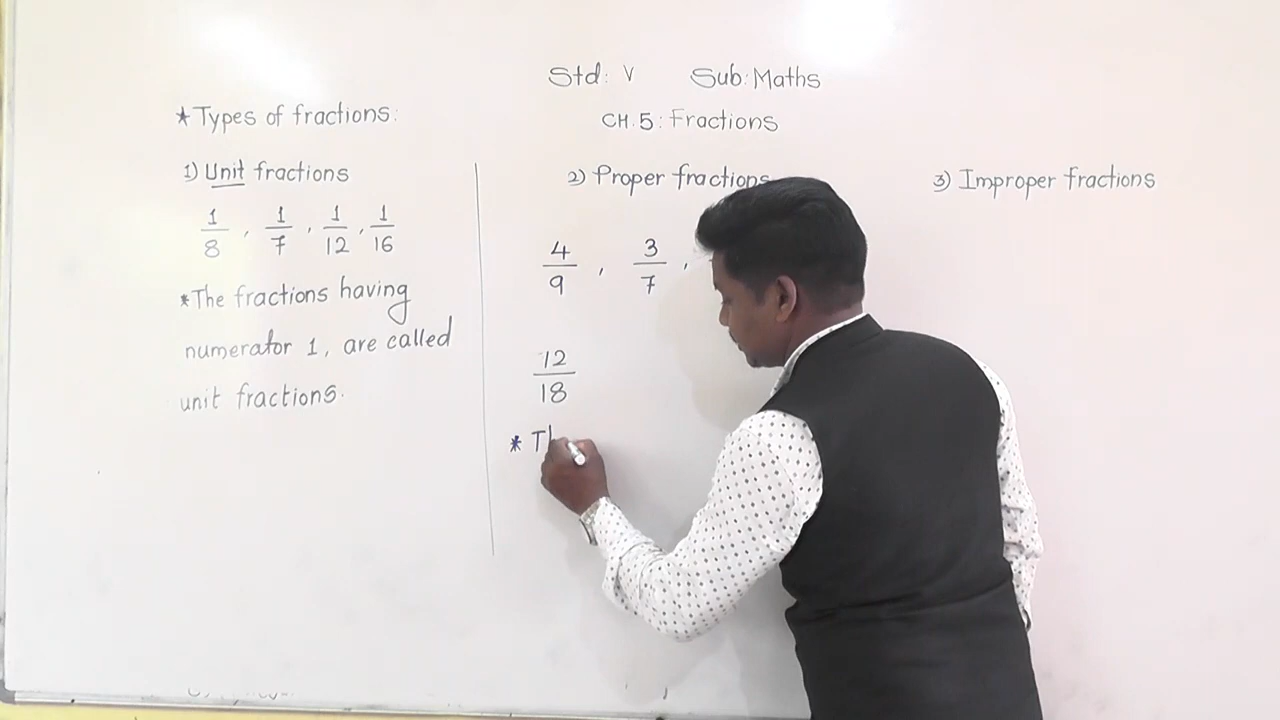 Std: V Sub: Maths
CH.5: Fractions
* Types of fractions:
1) Unit fractions
1/8, 1/7, 1/12, 1/16
* The fractions having
numerator 1, are called
unit fractions.
2) Proper fractions
4/9, 3/7,
12/18
* Th
3) Improper fractions